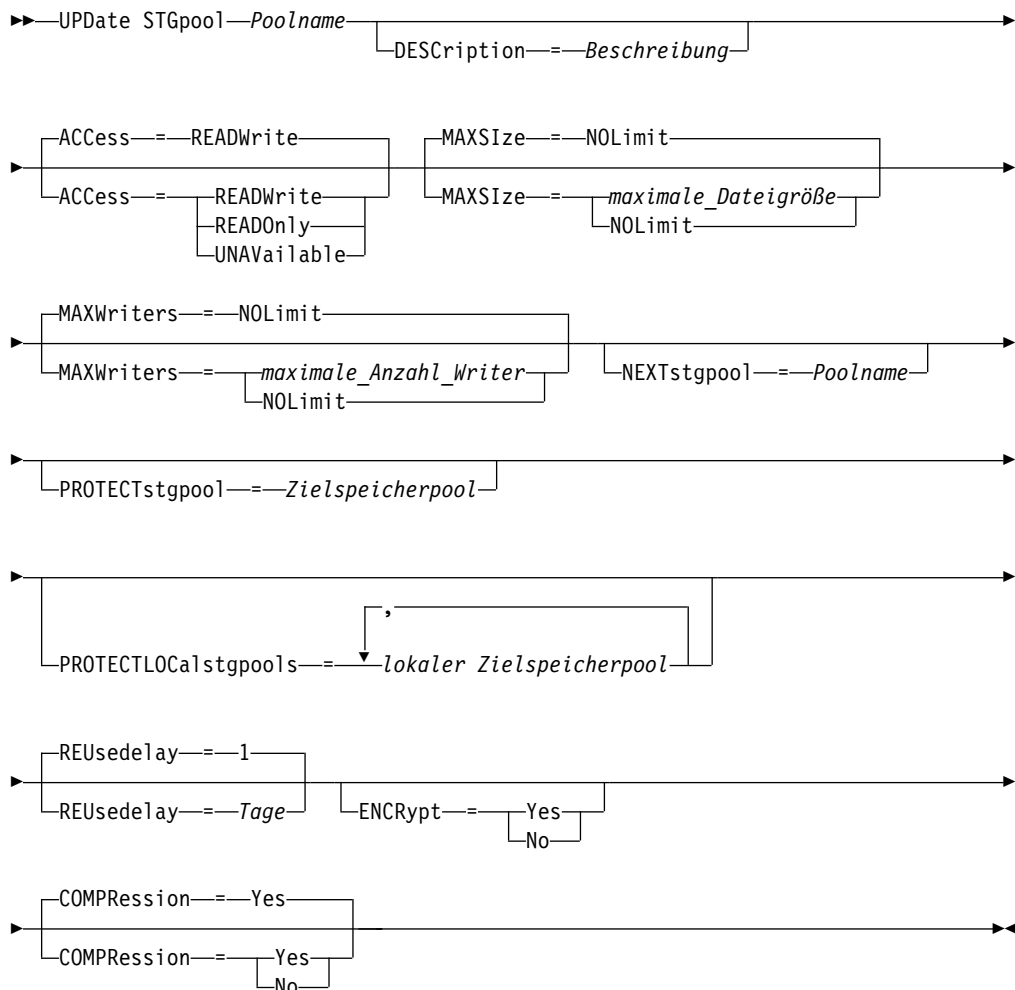 UPDate STGpool Poolname
DESCription = Beschreibung
ACCess = READWrite MAXSIze = NOLimit
ACCess = READWrite MAXSIze = maximale_Dateigröße
READOnly NOLimit
UNAVailable
MAXWriters = NOLimit
MAXWriters = maximale_Anzahl_Writer NEXTstgpool = Poolname
NOLimit
PROTECTstgpool = Zielspeicherpool
,
PROTECTLOCalstgpools = lokaler Zielspeicherpool
REUsedelay = 1
REUsedelay = Tage ENCRypt = Yes
No
COMPRession = Yes
COMPRession = Yes
No